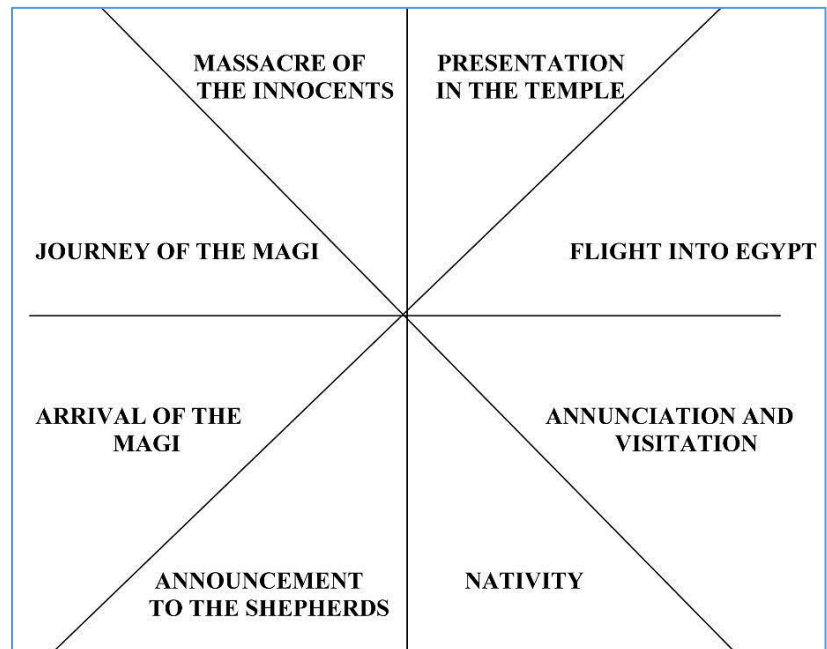 MASSACRE OF
THE INNOCENTS
PRESENTATION
IN THE TEMPLE
JOURNEY OF THE MAGI
FLIGHT INTO EGYPT
ARRIVAL OF THE
MAGI
ANNUNCIATION AND
VISITATION
ANNOUNCEMENT
TO THE SHEPHERDS
NATIVITY